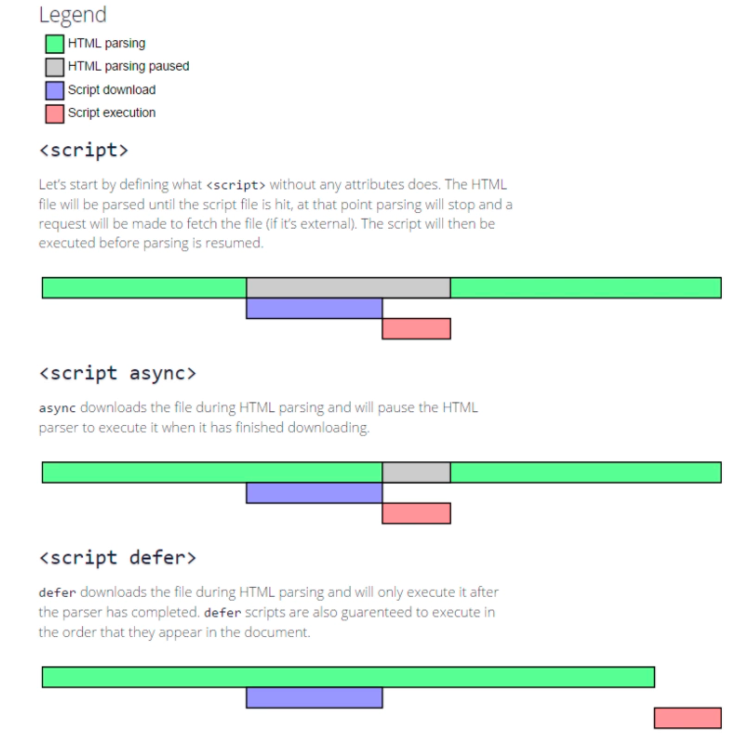 Legend
HTML parsing
HTML parsing paused
Script download
Script execution
<script>
Let's start by defining what <script> without any attributes does. The HTML
file will be parsed until the script file is hit, at that point parsing will stop and a
request will be made to fetch the file (if it's external). The script will then be
executed before parsing is resumed.
<script async>
async downloads the file during HTML parsing and will pause the HTML
parser to execute it when it has finished downloading.
<script defer>
defer downloads the file during HTML parsing and will only execute it after
the parser has completed. defer scripts are also guarenteed to execute in
the order that they appear in the document.